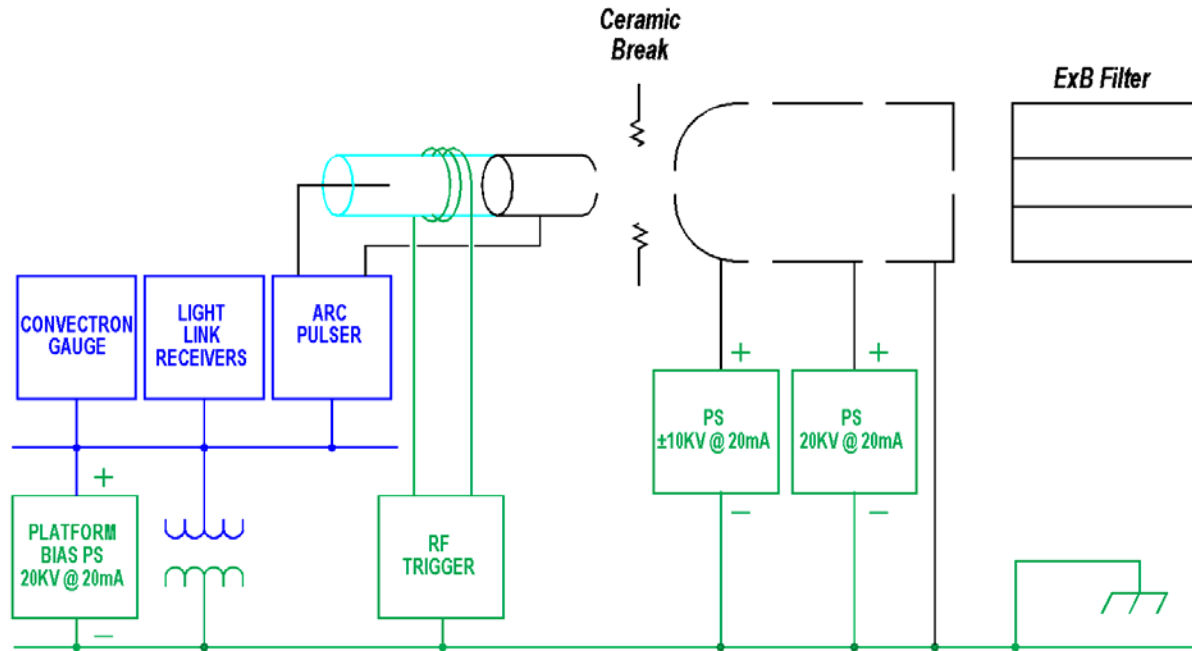 Ceramic
Break
ExB Filter
CONVECTRON
GAUGE
LIGHT
LINK
RECEIVERS
ARC
PULSER
+
PS
±10KV @ 20mA
−
+
PS
20KV @ 20mA
−
+
PLATFORM
BIAS PS
20KV @ 20mA
−
RF
TRIGGER